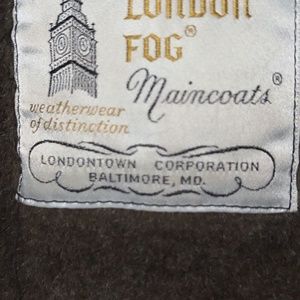 LONDON
FOG®
Maincoats®
weatherwear
of distinction
LONDONTOWN CORPORATION
BALTIMORE, MD.